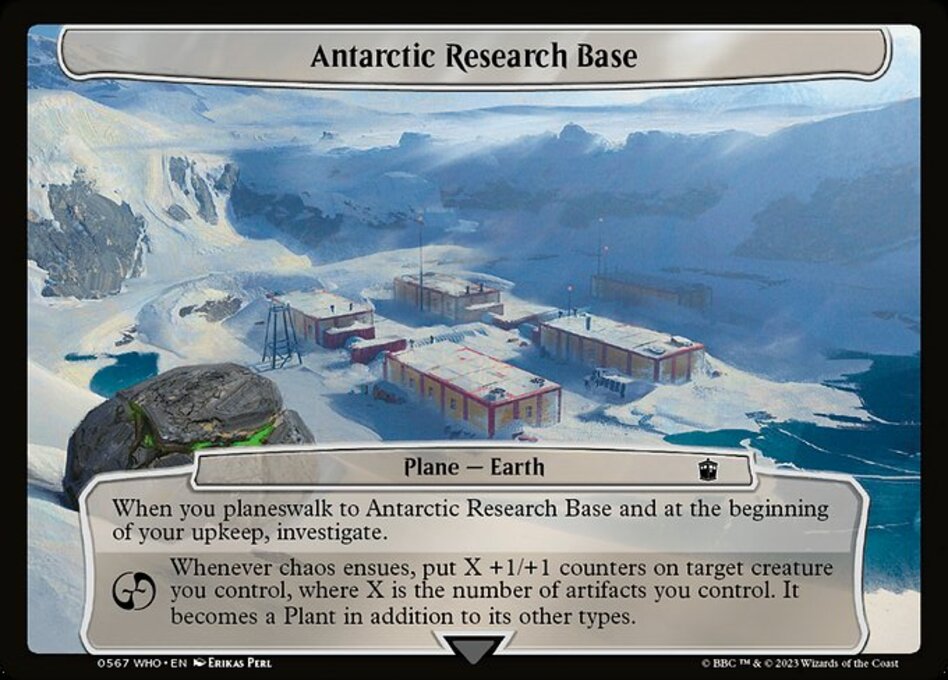 Antarctic Research Base
Plane — Earth
When you planeswalk to Antarctic Research Base and at the beginning
of your upkeep, investigate.
Whenever chaos ensues, put X +1/+1 counters on target creature
you control, where X is the number of artifacts you control. It
becomes a Plant in addition to its other types.
0567 WHO • EN Erikas Perl
© BBC ™ & © 2023 Wizards of the Coast